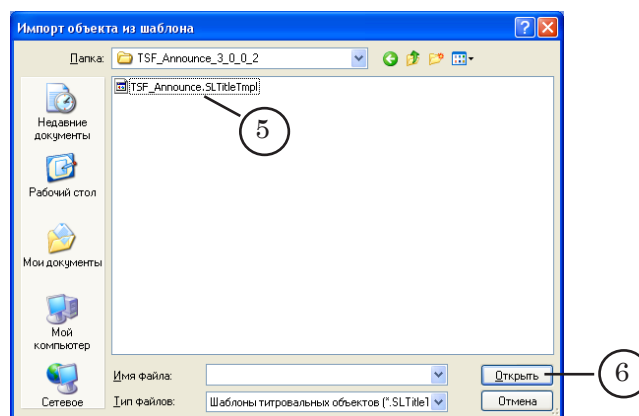 Импорт объекта из шаблона
Папка: TSF_Announce_3_0_0_2
TSF_Announce.SLTitleTmpl
5
Недавние
документы
Рабочий стол
Мои документы
Мой
компьютер
Сетевое
Имя файла:
Открыть
6
Тип файлов: Шаблоны титровальных объектов (*.SLTitleT
Отмена